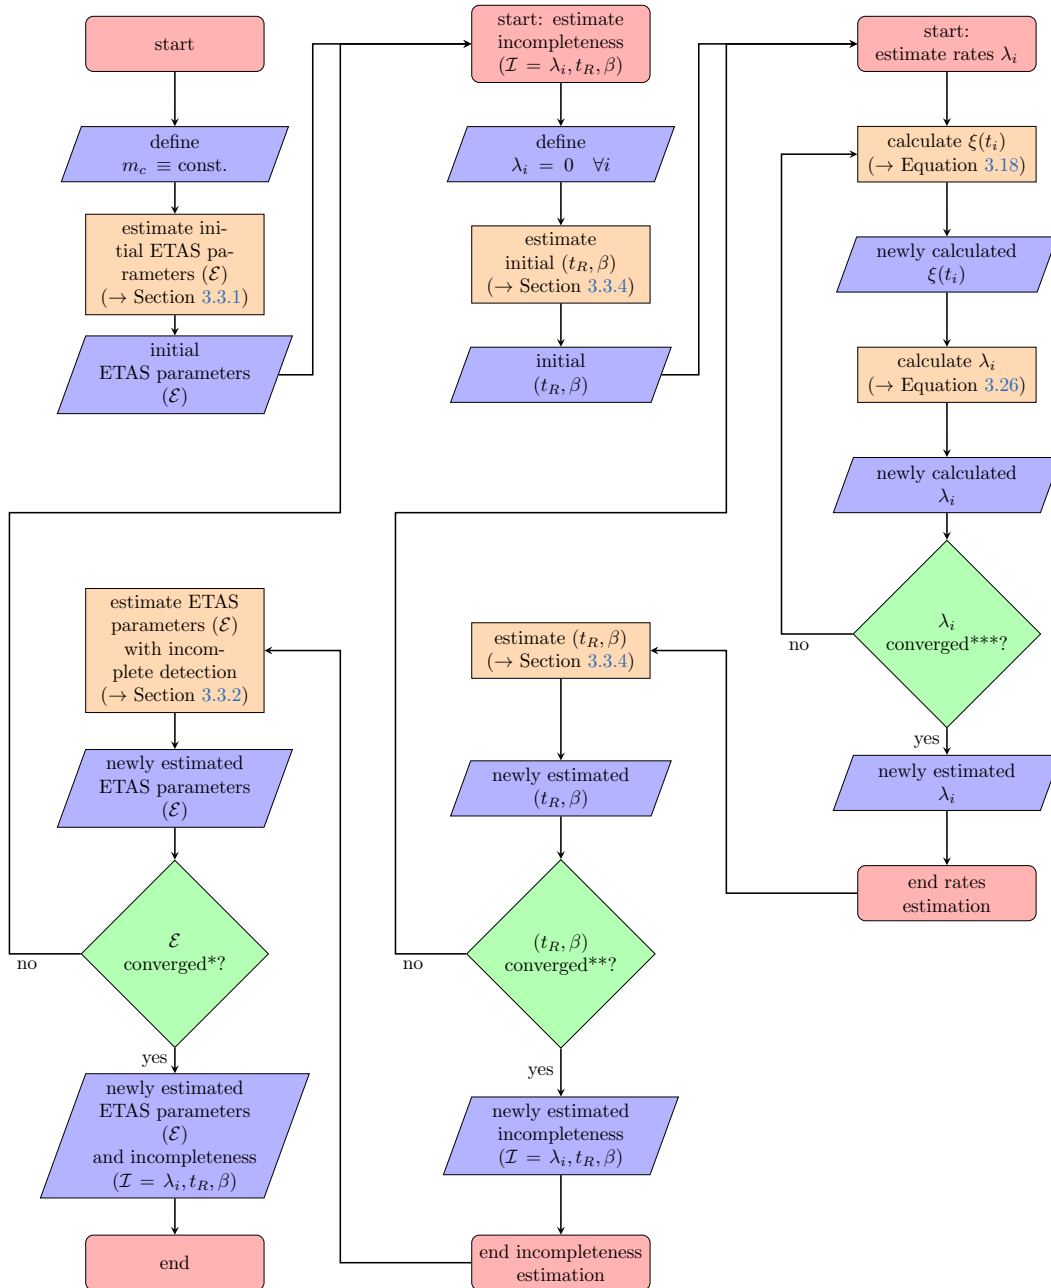 start
define
m_c ≡ const.
estimate ini-
tial ETAS pa-
rameters (ℰ)
(→ Section 3.3.1)
initial
ETAS parameters
(ℰ)
estimate ETAS
parameters (ℰ)
with incom-
plete detection
(→ Section 3.3.2)
newly estimated
ETAS parameters
(ℰ)
ℰ
converged*?
no
yes
newly estimated
ETAS parameters
(ℰ)
and incompleteness
(ℐ = λ_i, t_R, β)
end
start: estimate
incompleteness
(ℐ = λ_i, t_R, β)
define
λ_i = 0 ∀i
estimate
initial (t_R, β)
(→ Section 3.3.4)
initial
(t_R, β)
estimate (t_R, β)
(→ Section 3.3.4)
newly estimated
(t_R, β)
(t_R, β)
converged**?
no
yes
newly estimated
incompleteness
(ℐ = λ_i, t_R, β)
end incompleteness
estimation
start:
estimate rates λ_i
calculate ξ(t_i)
(→ Equation 3.18)
newly calculated
ξ(t_i)
calculate λ_i
(→ Equation 3.26)
newly calculated
λ_i
λ_i
converged***?
no
yes
newly estimated
λ_i
end rates
estimation